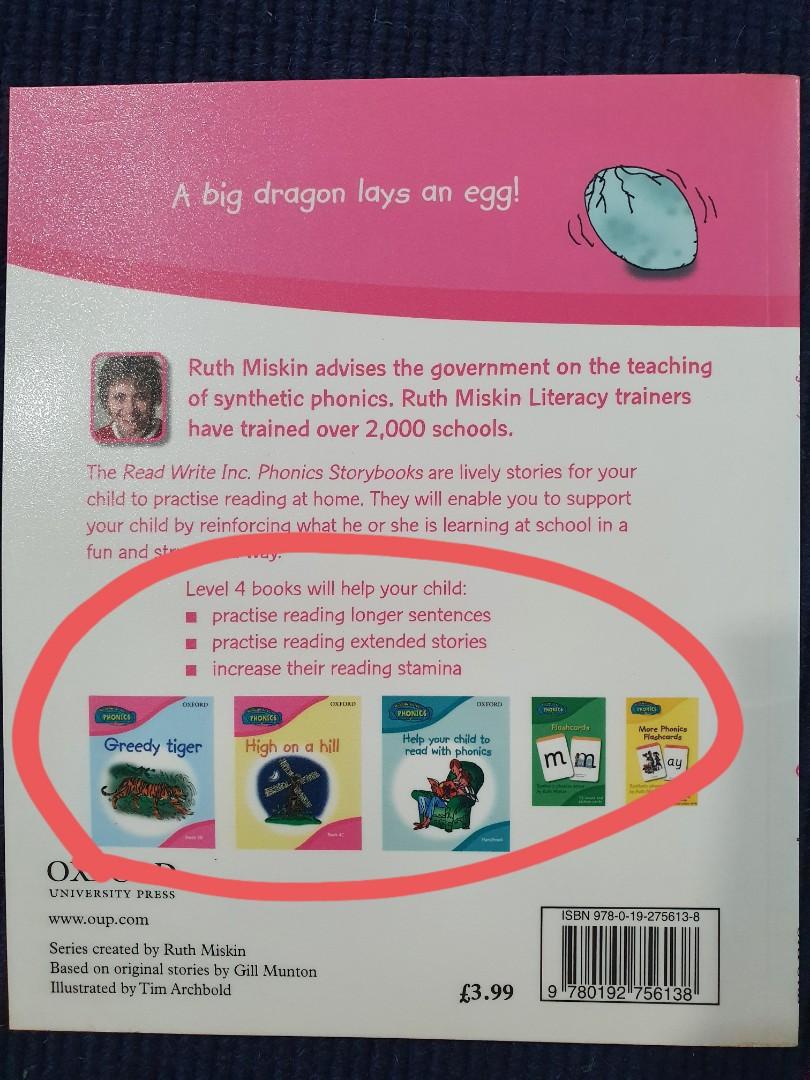 A big dragon lays an egg!
Ruth Miskin advises the government on the teaching
of synthetic phonics. Ruth Miskin Literacy trainers
have trained over 2,000 schools.
The Read Write Inc. Phonics Storybooks are lively stories for your
child to practise reading at home. They will enable you to support
your child by reinforcing what he or she is learning at school in a
fun and way.
Level 4 books will help your child:
■ practise reading longer sentences
■ practise reading extended stories
■ increase their reading stamina
PHONICS
OXFORD
Greedy tiger
PHONICS
OXFORD
High on a hill
Book 4C
PHONICS
OXFORD
Help your child to
read with phonics
Handbook
PHONICS
Flashcards
m
m
PHONICS
More Phonics
Flashcards
ay
UNIVERSITY PRESS
www.oup.com
Series created by Ruth Miskin
Based on original stories by Gill Munton
Illustrated by Tim Archbold
£3.99
ISBN 978-0-19-275613-8
9 780192 756138